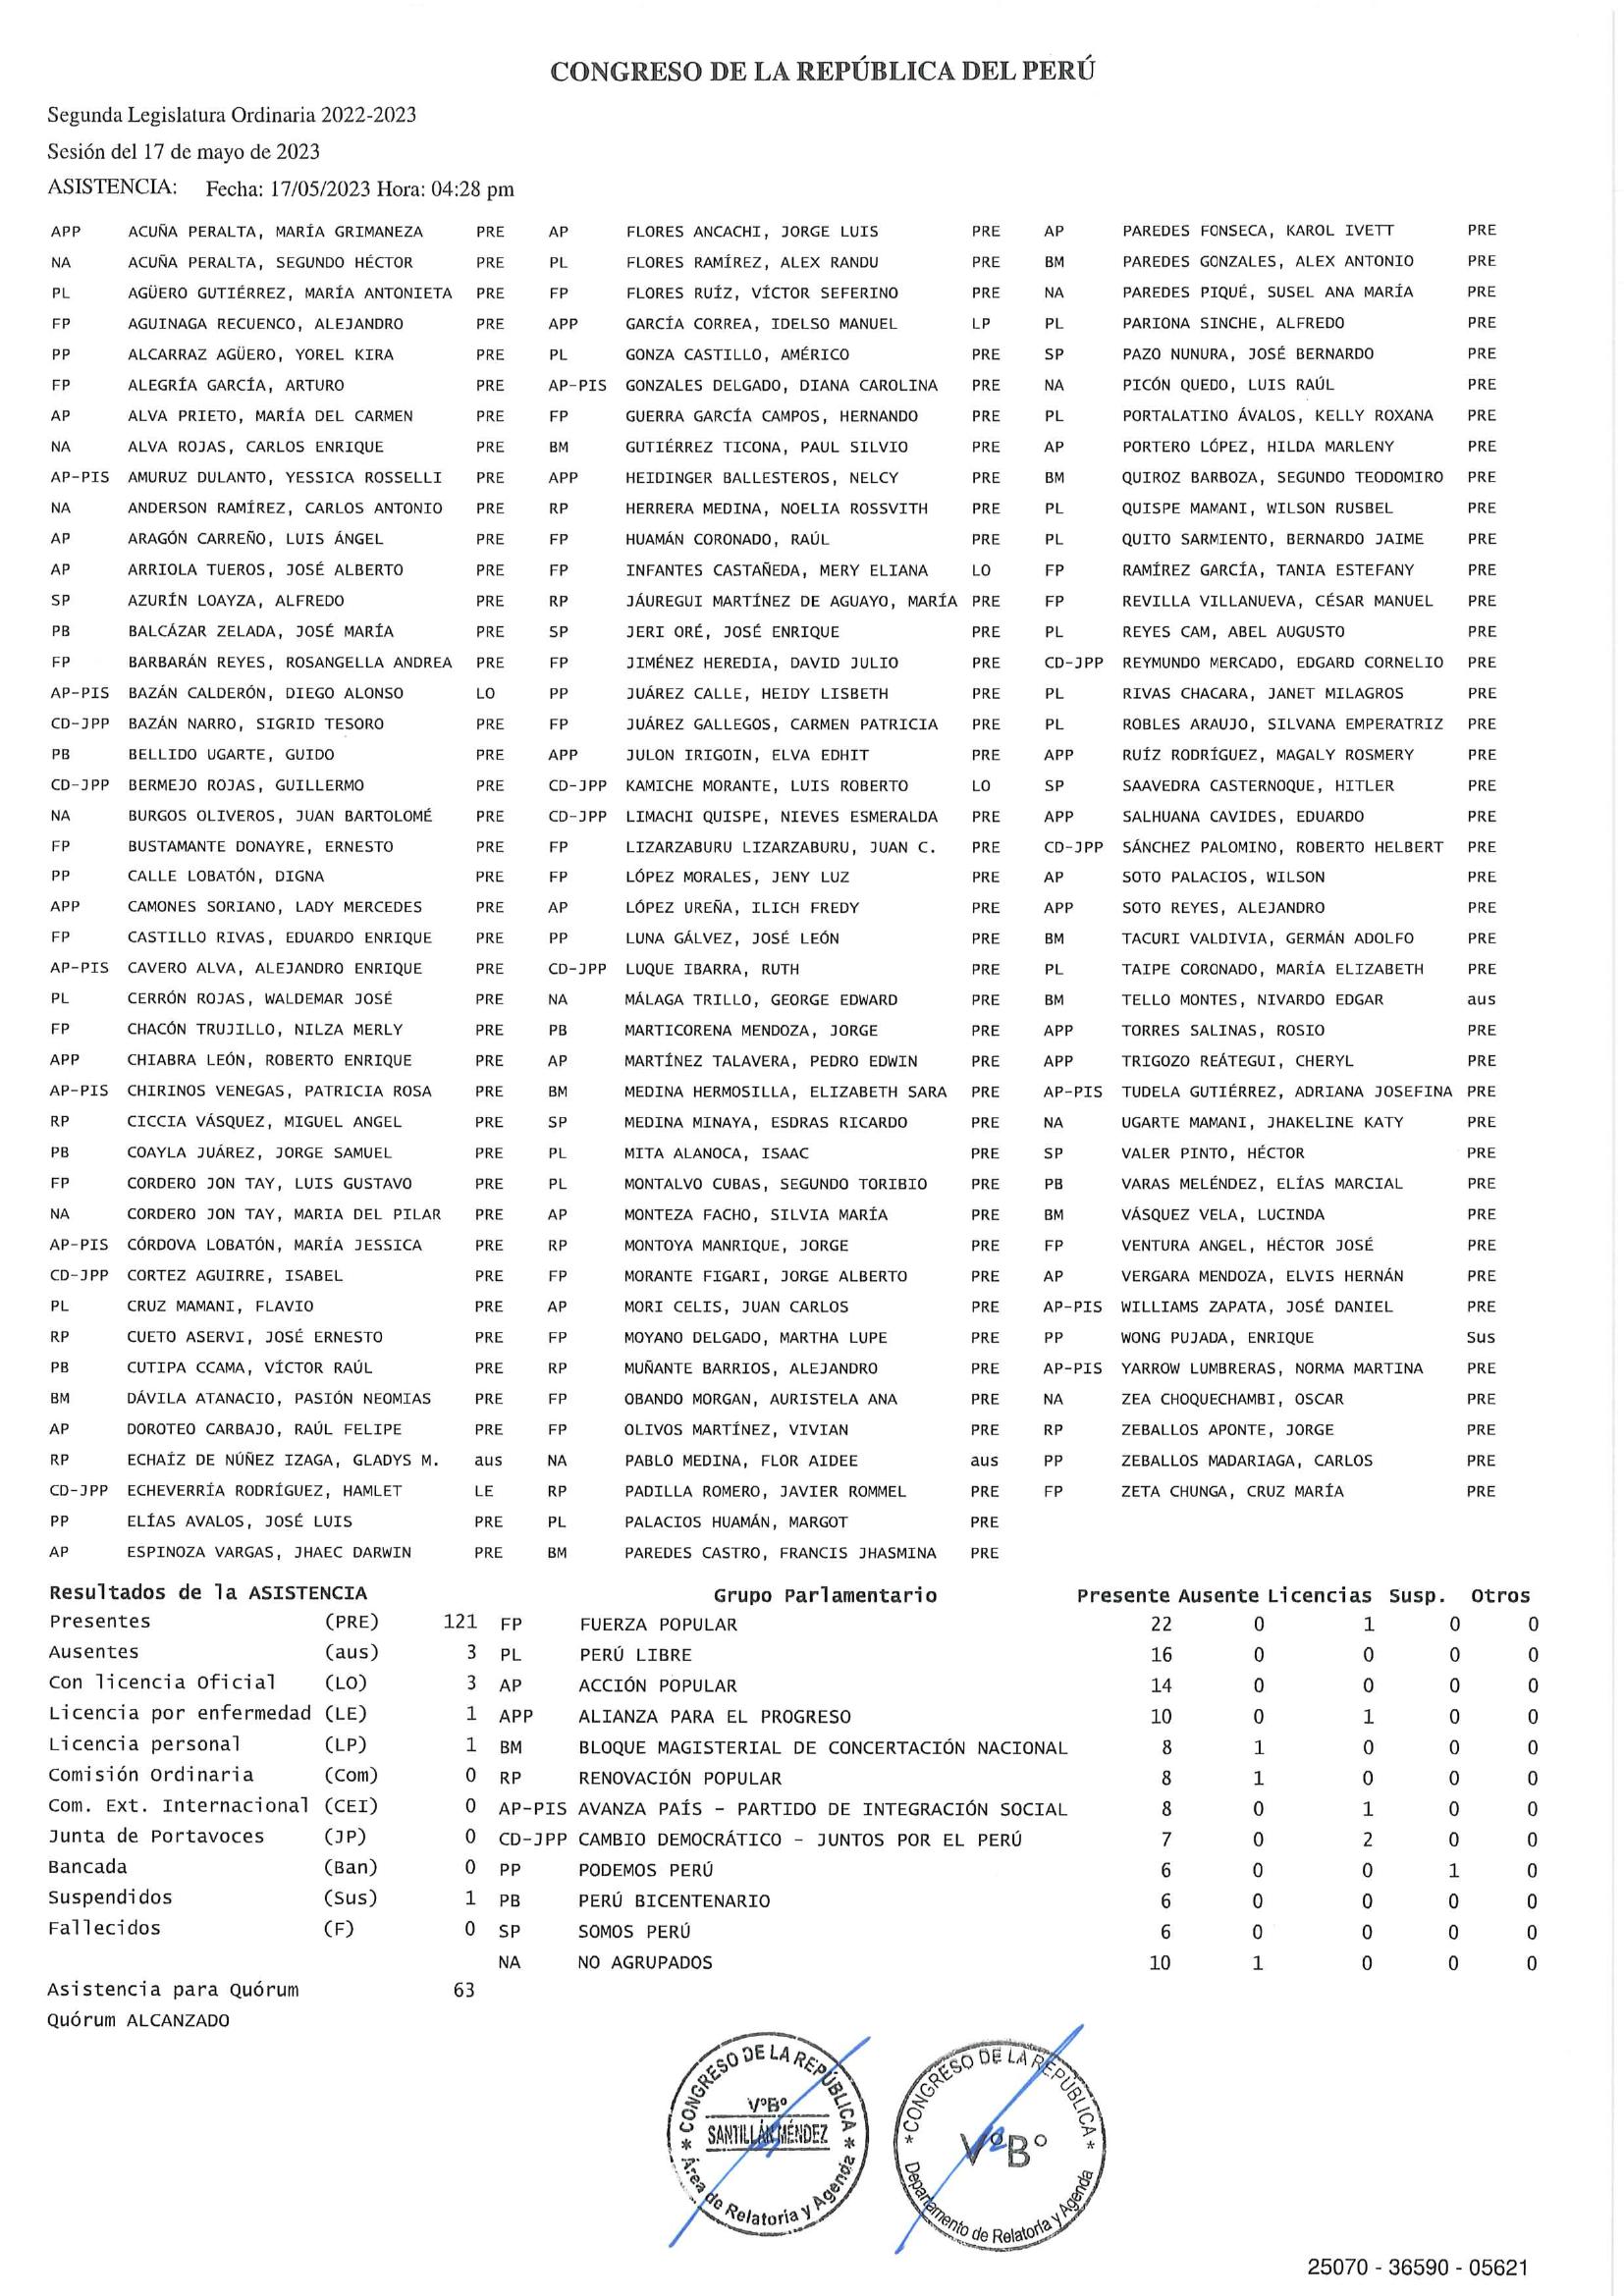 CONGRESO DE LA REPÚBLICA DEL PERÚ
Segunda Legislatura Ordinaria 2022-2023
Sesión del 17 de mayo de 2023
ASISTENCIA: Fecha: 17/05/2023 Hora: 04:28 pm
APP ACUÑA PERALTA, MARÍA GRIMANEZA PRE AP FLORES ANCACHI, JORGE LUIS PRE AP PAREDES FONSECA, KAROL IVETT PRE
NA ACUÑA PERALTA, SEGUNDO HÉCTOR PRE PL FLORES RAMÍREZ, ALEX RANDU PRE BM PAREDES GONZALES, ALEX ANTONIO PRE
PL AGÜERO GUTIÉRREZ, MARÍA ANTONIETA PRE FP FLORES RUÍZ, VÍCTOR SEFERINO PRE NA PAREDES PIQUÉ, SUSEL ANA MARÍA PRE
FP AGUINAGA RECUENCO, ALEJANDRO PRE APP GARCÍA CORREA, IDELSO MANUEL LP PL PARIONA SINCHE, ALFREDO PRE
PP ALCARRAZ AGÜERO, YOREL KIRA PRE PL GONZA CASTILLO, AMÉRICO PRE SP PAZO NUNURA, JOSÉ BERNARDO PRE
FP ALEGRÍA GARCÍA, ARTURO PRE AP-PIS GONZALES DELGADO, DIANA CAROLINA PRE NA PICÓN QUEDO, LUIS RAÚL PRE
AP ALVA PRIETO, MARÍA DEL CARMEN PRE FP GUERRA GARCÍA CAMPOS, HERNANDO PRE PL PORTALATINO ÁVALOS, KELLY ROXANA PRE
NA ALVA ROJAS, CARLOS ENRIQUE PRE BM GUTIÉRREZ TICONA, PAUL SILVIO PRE AP PORTERO LÓPEZ, HILDA MARLENY PRE
AP-PIS AMURUZ DULANTO, YESSICA ROSSELLI PRE APP HEIDINGER BALLESTEROS, NELCY PRE BM QUIROZ BARBOZA, SEGUNDO TEODOMIRO PRE
NA ANDERSON RAMÍREZ, CARLOS ANTONIO PRE RP HERRERA MEDINA, NOELIA ROSSVITH PRE PL QUISPE MAMANI, WILSON RUSBEL PRE
AP ARAGÓN CARREÑO, LUIS ÁNGEL PRE FP HUAMÁN CORONADO, RAÚL PRE PL QUITO SARMIENTO, BERNARDO JAIME PRE
AP ARRIOLA TUEROS, JOSÉ ALBERTO PRE FP INFANTES CASTAÑEDA, MERY ELIANA LO FP RAMÍREZ GARCÍA, TANIA ESTEFANY PRE
SP AZURÍN LOAYZA, ALFREDO PRE RP JÁUREGUI MARTÍNEZ DE AGUAYO, MARÍA PRE FP REVILLA VILLANUEVA, CÉSAR MANUEL PRE
PB BALCÁZAR ZELADA, JOSÉ MARÍA PRE SP JERI ORÉ, JOSÉ ENRIQUE PRE PL REYES CAM, ABEL AUGUSTO PRE
FP BARBARÁN REYES, ROSANGELLA ANDREA PRE FP JIMÉNEZ HEREDIA, DAVID JULIO PRE CD-JPP REYMUNDO MERCADO, EDGARD CORNELIO PRE
AP-PIS BAZÁN CALDERÓN, DIEGO ALONSO LO PP JUÁREZ CALLE, HEIDY LISBETH PRE PL RIVAS CHACARA, JANET MILAGROS PRE
CD-JPP BAZÁN NARRO, SIGRID TESORO PRE FP JUÁREZ GALLEGOS, CARMEN PATRICIA PRE PL ROBLES ARAUJO, SILVANA EMPERATRIZ PRE
PB BELLIDO UGARTE, GUIDO PRE APP JULON IRIGOIN, ELVA EDHIT PRE APP RUÍZ RODRÍGUEZ, MAGALY ROSMERY PRE
CD-JPP BERMEJO ROJAS, GUILLERMO PRE CD-JPP KAMICHE MORANTE, LUIS ROBERTO LO SP SAAVEDRA CASTERNOQUE, HITLER PRE
NA BURGOS OLIVEROS, JUAN BARTOLOMÉ PRE CD-JPP LIMACHI QUISPE, NIEVES ESMERALDA PRE APP SALHUANA CAVIDES, EDUARDO PRE
FP BUSTAMANTE DONAYRE, ERNESTO PRE FP LIZARZABURU LIZARZABURU, JUAN C. PRE CD-JPP SÁNCHEZ PALOMINO, ROBERTO HELBERT PRE
PP CALLE LOBATÓN, DIGNA PRE FP LÓPEZ MORALES, JENY LUZ PRE AP SOTO PALACIOS, WILSON PRE
APP CAMONES SORIANO, LADY MERCEDES PRE AP LÓPEZ UREÑA, ILICH FREDY PRE APP SOTO REYES, ALEJANDRO PRE
FP CASTILLO RIVAS, EDUARDO ENRIQUE PRE PP LUNA GÁLVEZ, JOSÉ LEÓN PRE BM TACURI VALDIVIA, GERMÁN ADOLFO PRE
AP-PIS CAVERO ALVA, ALEJANDRO ENRIQUE PRE CD-JPP LUQUE IBARRA, RUTH PRE PL TAIPE CORONADO, MARÍA ELIZABETH PRE
PL CERRÓN ROJAS, WALDEMAR JOSÉ PRE NA MÁLAGA TRILLO, GEORGE EDWARD PRE BM TELLO MONTES, NIVARDO EDGAR aus
FP CHACÓN TRUJILLO, NILZA MERLY PRE PB MARTICORENA MENDOZA, JORGE PRE APP TORRES SALINAS, ROSIO PRE
APP CHIABRA LEÓN, ROBERTO ENRIQUE PRE AP MARTÍNEZ TALAVERA, PEDRO EDWIN PRE APP TRIGOZO REÁTEGUI, CHERYL PRE
AP-PIS CHIRINOS VENEGAS, PATRICIA ROSA PRE BM MEDINA HERMOSILLA, ELIZABETH SARA PRE AP-PIS TUDELA GUTIÉRREZ, ADRIANA JOSEFINA PRE
RP CICCIA VÁSQUEZ, MIGUEL ANGEL PRE SP MEDINA MINAYA, ESDRAS RICARDO PRE NA UGARTE MAMANI, JHAKELINE KATY PRE
PB COAYLA JUÁREZ, JORGE SAMUEL PRE PL MITA ALANOCA, ISAAC PRE SP VALER PINTO, HÉCTOR PRE
FP CORDERO JON TAY, LUIS GUSTAVO PRE PL MONTALVO CUBAS, SEGUNDO TORIBIO PRE PB VARAS MELÉNDEZ, ELÍAS MARCIAL PRE
NA CORDERO JON TAY, MARIA DEL PILAR PRE AP MONTEZA FACHO, SILVIA MARÍA PRE BM VÁSQUEZ VELA, LUCINDA PRE
AP-PIS CÓRDOVA LOBATÓN, MARÍA JESSICA PRE RP MONTOYA MANRIQUE, JORGE PRE FP VENTURA ANGEL, HÉCTOR JOSÉ PRE
CD-JPP CORTEZ AGUIRRE, ISABEL PRE FP MORANTE FIGARI, JORGE ALBERTO PRE AP VERGARA MENDOZA, ELVIS HERNÁN PRE
PL CRUZ MAMANI, FLAVIO PRE AP MORI CELIS, JUAN CARLOS PRE AP-PIS WILLIAMS ZAPATA, JOSÉ DANIEL PRE
RP CUETO ASERVI, JOSÉ ERNESTO PRE FP MOYANO DELGADO, MARTHA LUPE PRE PP WONG PUJADA, ENRIQUE Sus
PB CUTIPA CCAMA, VÍCTOR RAÚL PRE RP MUÑANTE BARRIOS, ALEJANDRO PRE AP-PIS YARROW LUMBRERAS, NORMA MARTINA PRE
BM DÁVILA ATANACIO, PASIÓN NEOMIAS PRE FP OBANDO MORGAN, AURISTELA ANA PRE NA ZEA CHOQUECHAMBI, OSCAR PRE
AP DOROTEO CARBAJO, RAÚL FELIPE PRE FP OLIVOS MARTÍNEZ, VIVIAN PRE RP ZEBALLOS APONTE, JORGE PRE
RP ECHAÍZ DE NÚÑEZ IZAGA, GLADYS M. aus NA PABLO MEDINA, FLOR AIDEE aus PP ZEBALLOS MADARIAGA, CARLOS PRE
CD-JPP ECHEVERRÍA RODRÍGUEZ, HAMLET LE RP PADILLA ROMERO, JAVIER ROMMEL PRE FP ZETA CHUNGA, CRUZ MARÍA PRE
PP ELÍAS AVALOS, JOSÉ LUIS PRE PL PALACIOS HUAMÁN, MARGOT PRE
AP ESPINOZA VARGAS, JHAEC DARWIN PRE BM PAREDES CASTRO, FRANCIS JHASMINA PRE
Resultados de la ASISTENCIA Grupo Parlamentario Presente Ausente Licencias Susp. Otros
Presentes (PRE) 121 FP FUERZA POPULAR 22 0 1 0 0
Ausentes (aus) 3 PL PERÚ LIBRE 16 0 0 0 0
Con licencia Oficial (LO) 3 AP ACCIÓN POPULAR 14 0 0 0 0
Licencia por enfermedad (LE) 1 APP ALIANZA PARA EL PROGRESO 10 0 1 0 0
Licencia personal (LP) 1 BM BLOQUE MAGISTERIAL DE CONCERTACIÓN NACIONAL 8 1 0 0 0
Comisión Ordinaria (Com) 0 RP RENOVACIÓN POPULAR 8 1 0 0 0
Com. Ext. Internacional (CEI) 0 AP-PIS AVANZA PAÍS - PARTIDO DE INTEGRACIÓN SOCIAL 8 0 1 0 0
Junta de Portavoces (JP) 0 CD-JPP CAMBIO DEMOCRÁTICO - JUNTOS POR EL PERÚ 7 0 2 0 0
Bancada (Ban) 0 PP PODEMOS PERÚ 6 0 0 1 0
Suspendidos (Sus) 1 PB PERÚ BICENTENARIO 6 0 0 0 0
Fallecidos (F) 0 SP SOMOS PERÚ 6 0 0 0 0
NA NO AGRUPADOS 10 1 0 0 0
Asistencia para Quórum 63
Quórum ALCANZADO
* CONGRESO DE LA REPÚBLICA *
VºBº
SANTILLÁN MÉNDEZ
Área de Relatoría y Agenda
* CONGRESO DE LA REPÚBLICA *
VºBº
Departamento de Relatoría y Agenda
25070 - 36590 - 05621